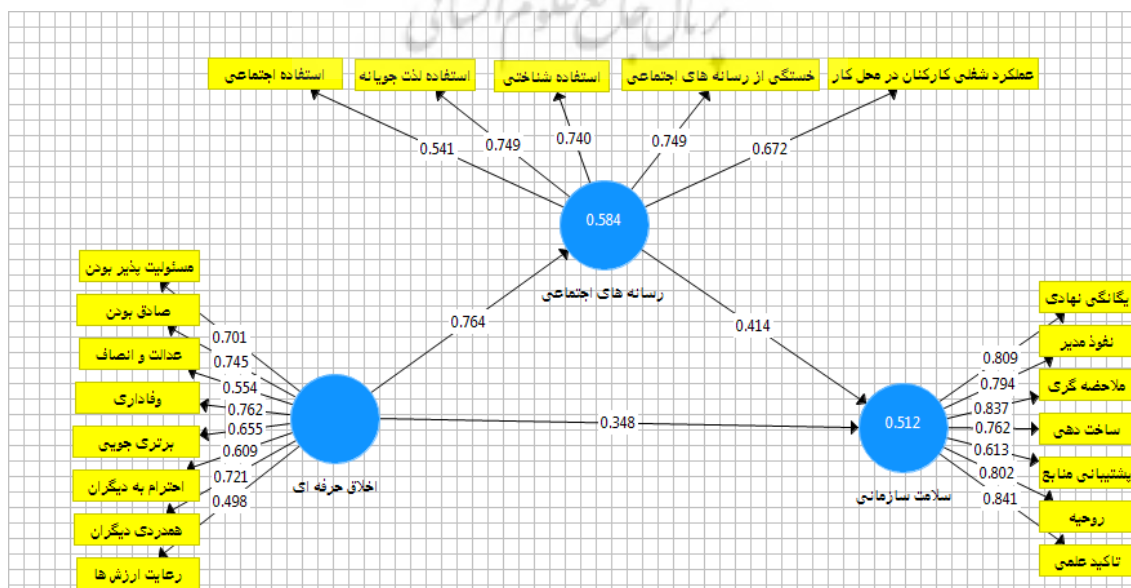 پرتال جامع علوم انسانی
عملکرد شغلی کارکنان در محل کار
خستگی از رسانه های اجتماعی
استفاده شناختی
استفاده لذت جویانه
استفاده اجتماعی
0.541
0.749
0.740
0.749
0.672
0.584
رسانه های اجتماعی
0.764
0.414
0.348
مسئولیت پذیر بودن
صادق بودن
عدالت و انصاف
وفاداری
برتری جویی
احترام به دیگران
همدردی دیگران
رعایت ارزش ها
0.701
0.745
0.554
0.762
0.655
0.609
0.721
0.498
اخلاق حرفه ای
یگانگی نهادی
نفوذ مدیر
ملاحضه گری
ساخت دهی
پشتیبانی منابع
روحیه
تاکید علمی
0.809
0.794
0.837
0.762
0.613
0.802
0.841
0.512
سلامت سازمانی